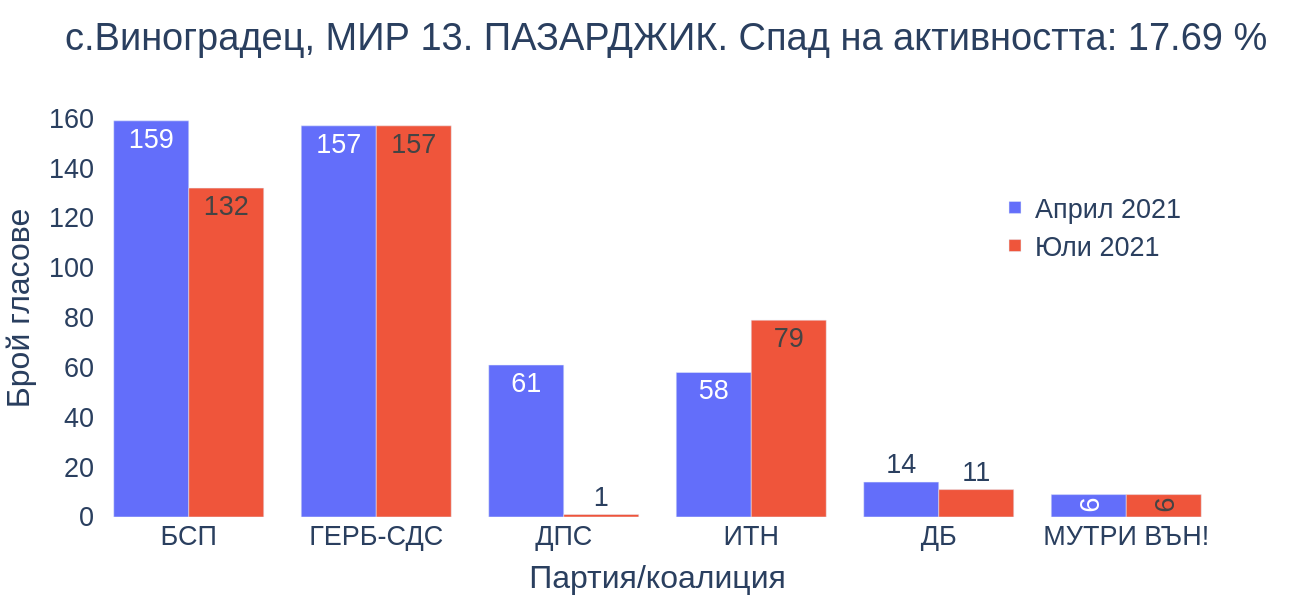 с.Виноградец, МИР 13. ПАЗАРДЖИК. Спад на активността: 17.69 %
Брой гласове
160
140
120
100
80
60
40
20
0
159
132
157
157
61
1
58
79
14
11
9
9
Април 2021
Юли 2021
БСП
ГЕРБ-СДС
ДПС
ИТН
ДБ
МУТРИ ВЪН!
Партия/коалиция